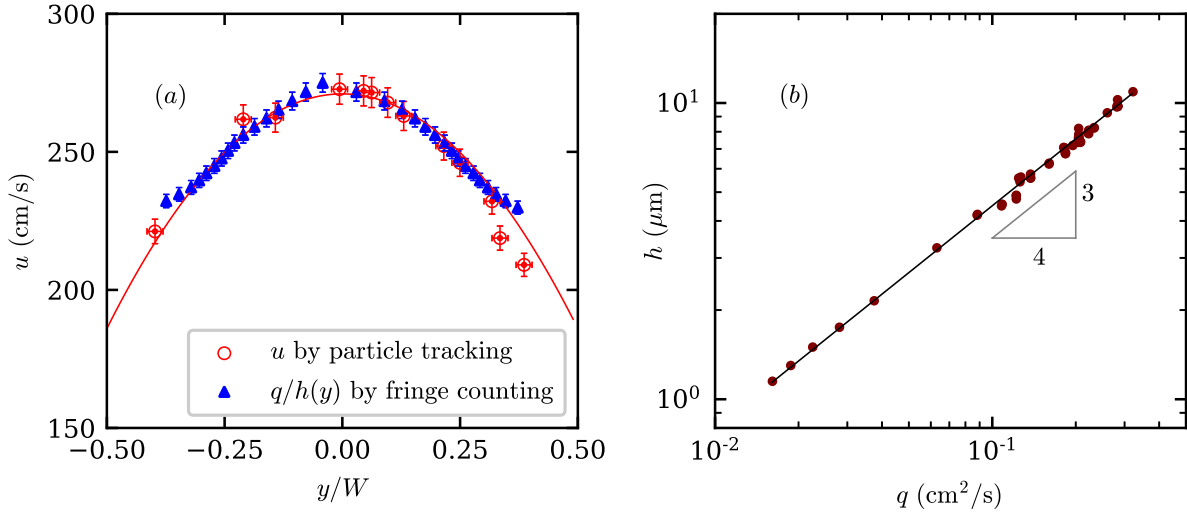 300
250
200
150
u (cm/s)
(a)
u by particle tracking
q/h(y) by fringe counting
−0.50 −0.25 0.00 0.25 0.50
y/W
10¹
10⁰
h (μm)
(b)
3
4
10⁻² 10⁻¹
q (cm²/s)